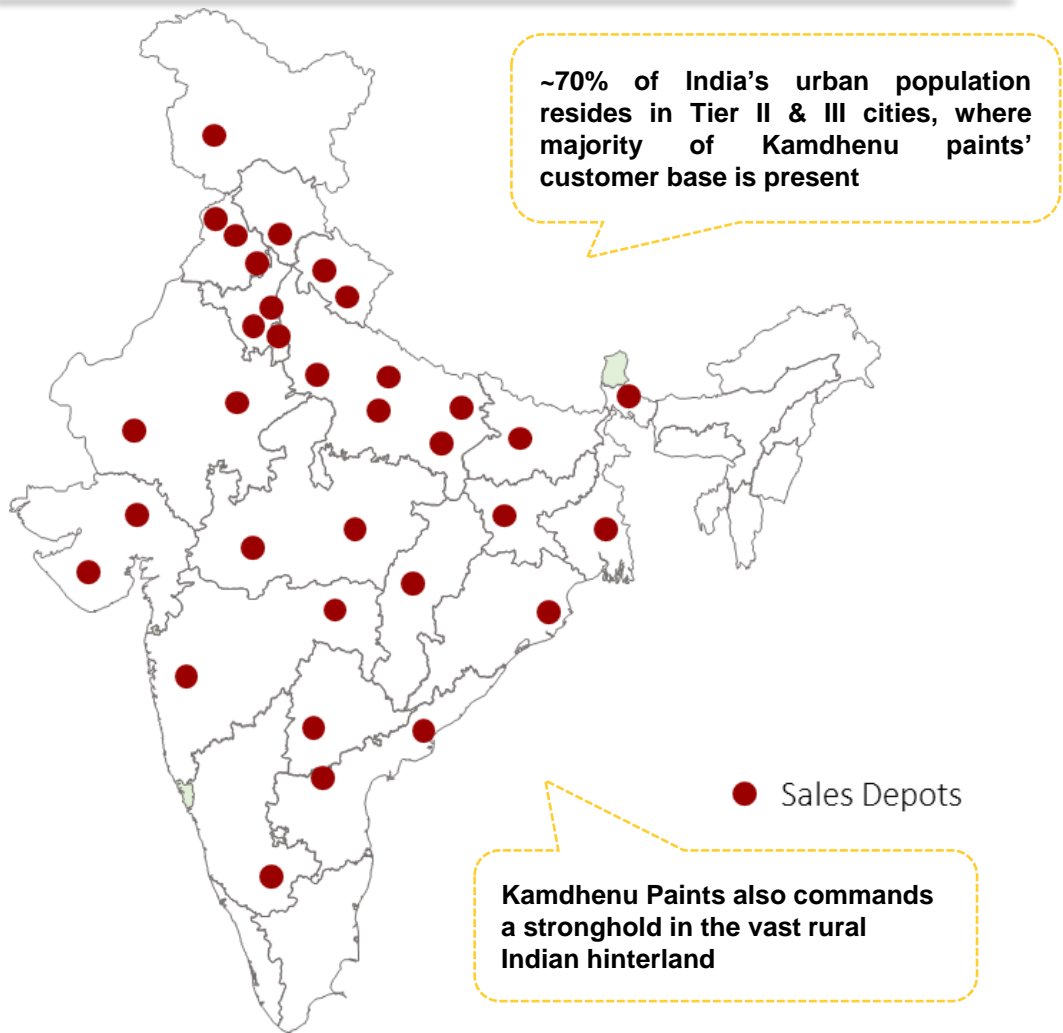 ~70% of India’s urban population
resides in Tier II & III cities, where
majority of Kamdhenu paints’
customer base is present
Sales Depots
Kamdhenu Paints also commands
a stronghold in the vast rural
Indian hinterland